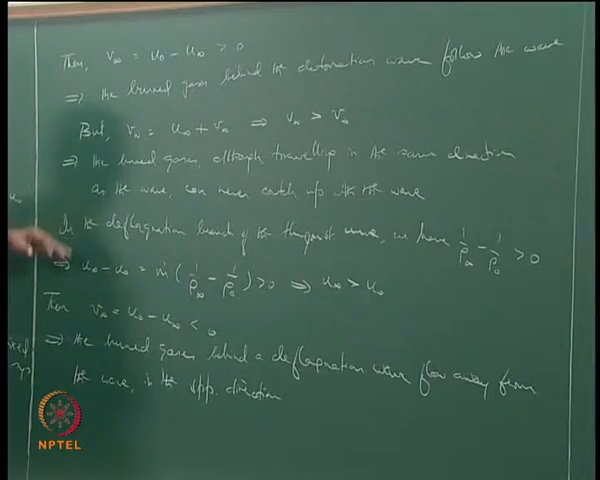 Then, v∞ = u₀ - u∞ > 0
⇒ the burned gases behind the detonation wave follow the wave
But, vw = u∞ + v∞ ⇒ vw > v∞
⇒ the burned gases, although travelling in the same direction
as the wave, can never catch up with the wave
In the deflagration branch of the Hugoniot curve, we have 1/ρ∞ - 1/ρ₀ > 0
⇒ u∞ - u₀ = ṁ(1/ρ∞ - 1/ρ₀) > 0 ⇒ u∞ > u₀
Then v∞ = u₀ - u∞ < 0
⇒ the burned gases behind a deflagration wave flow away from
the wave, in the opp. direction
NPTEL